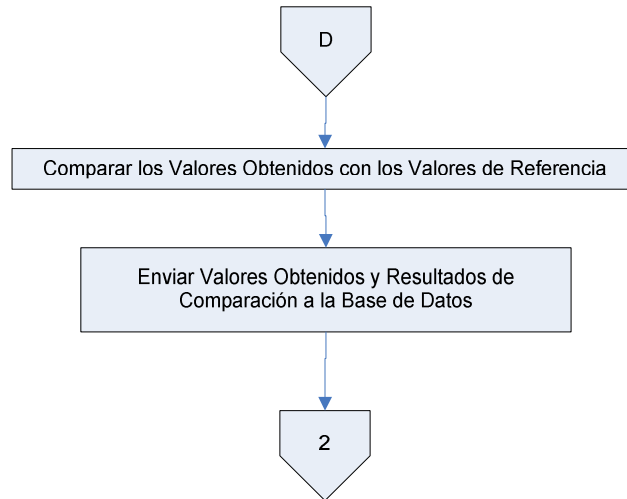 D
Comparar los Valores Obtenidos con los Valores de Referencia
Enviar Valores Obtenidos y Resultados de
Comparación a la Base de Datos
2